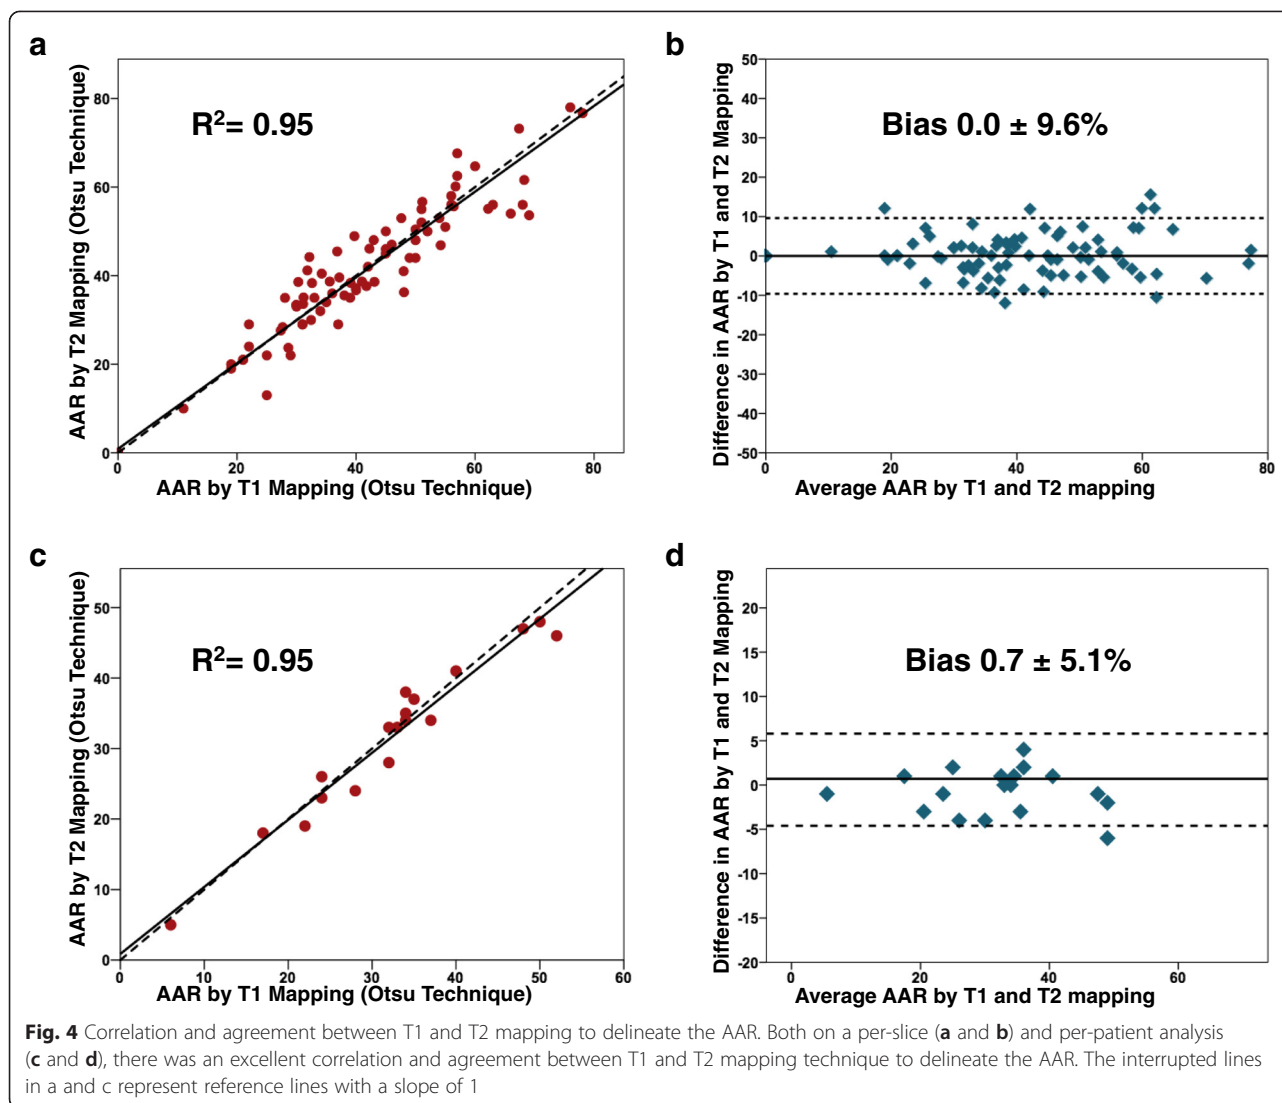 a
AAR by T2 Mapping (Otsu Technique)
80
60
40
20
0
R²= 0.95
0 20 40 60 80
AAR by T1 Mapping (Otsu Technique)
b
Difference in AAR by T1 and T2 Mapping
50
40
30
20
10
0
-10
-20
-30
-40
-50
Bias 0.0 ± 9.6%
0 20 40 60 80
Average AAR by T1 and T2 mapping
c
AAR by T2 Mapping (Otsu Technique)
50
40
30
20
10
0
R²= 0.95
0 10 20 30 40 50 60
AAR by T1 Mapping (Otsu Technique)
d
Difference in AAR by T1 and T2 Mapping
20
15
10
5
0
-5
-10
-15
-20
Bias 0.7 ± 5.1%
0 20 40 60
Average AAR by T1 and T2 mapping
Fig. 4 Correlation and agreement between T1 and T2 mapping to delineate the AAR. Both on a per-slice (a and b) and per-patient analysis
(c and d), there was an excellent correlation and agreement between T1 and T2 mapping technique to delineate the AAR. The interrupted lines
in a and c represent reference lines with a slope of 1